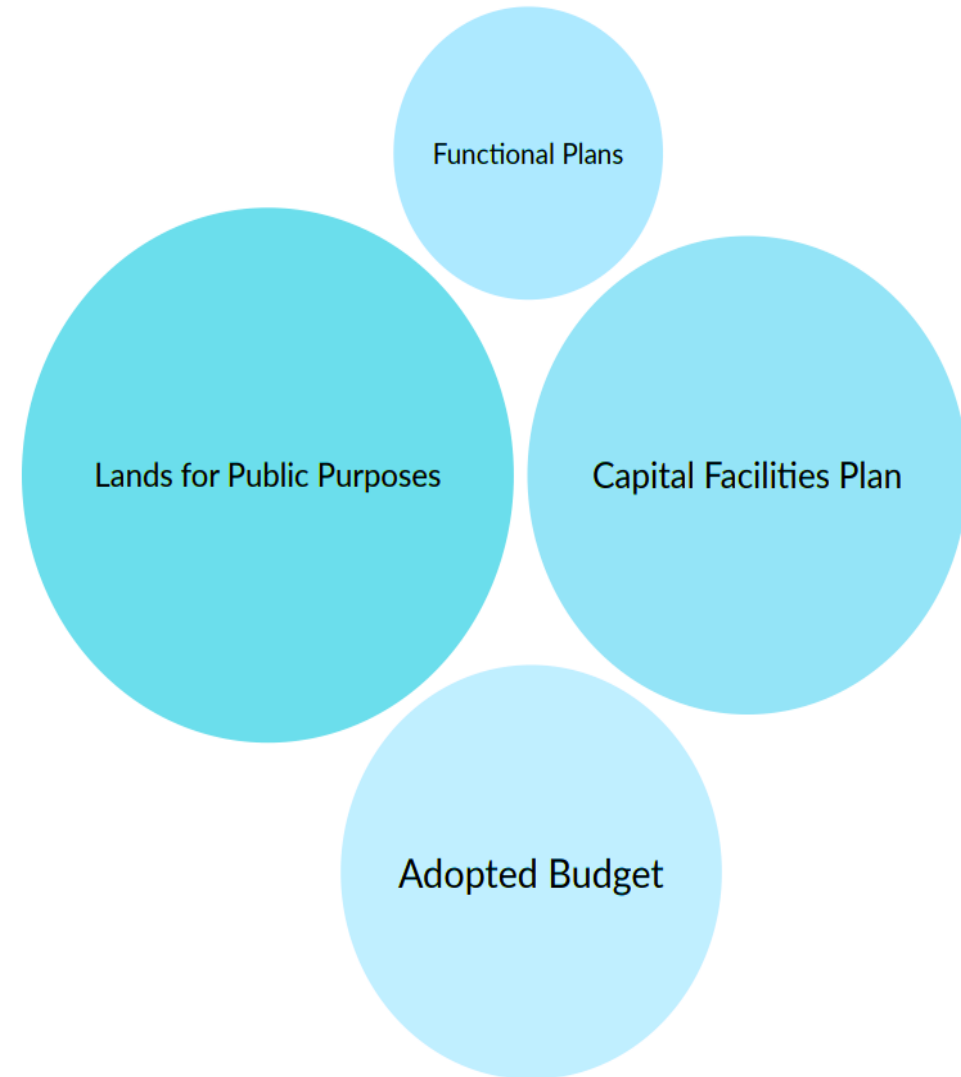 Functional Plans
Lands for Public Purposes
Capital Facilities Plan
Adopted Budget